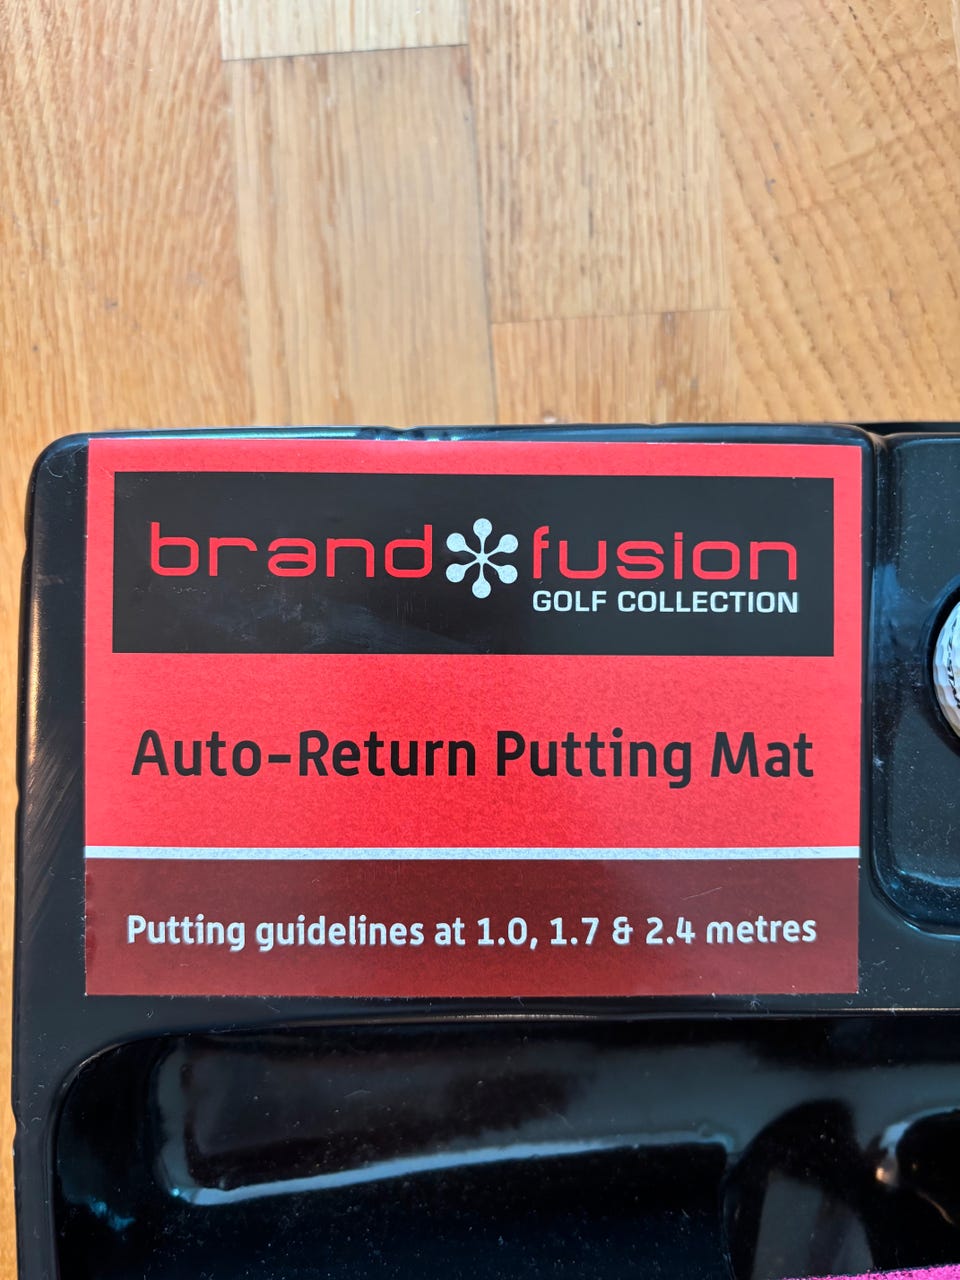 brand fusion
GOLF COLLECTION
Auto-Return Putting Mat
Putting guidelines at 1.0, 1.7 & 2.4 metres